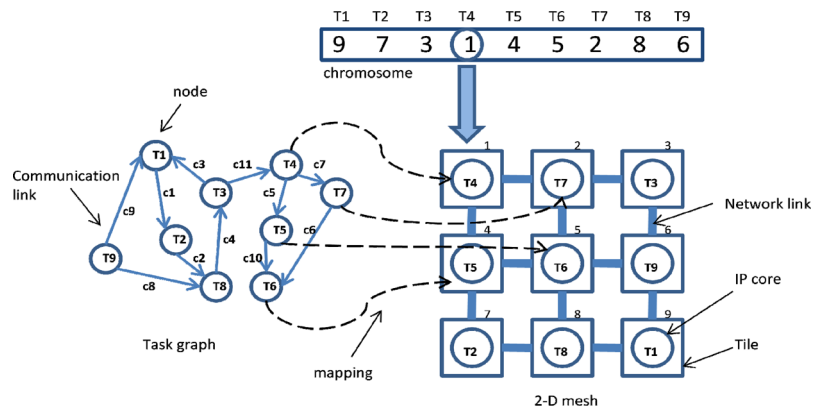 T1 T2 T3 T4 T5 T6 T7 T8 T9
9 7 3 1 4 5 2 8 6
chromosome
node
Communication
link
T1
c3
c11
T4
c7
c1
T3
c5
T7
c9
T2
c4
T5
c6
T9
c2
c10
c8
T8
T6
Task graph
mapping
1 2 3
T4 T7 T3
Network link
4 5 6
T5 T6 T9
IP core
7 8 9
T2 T8 T1
Tile
2-D mesh